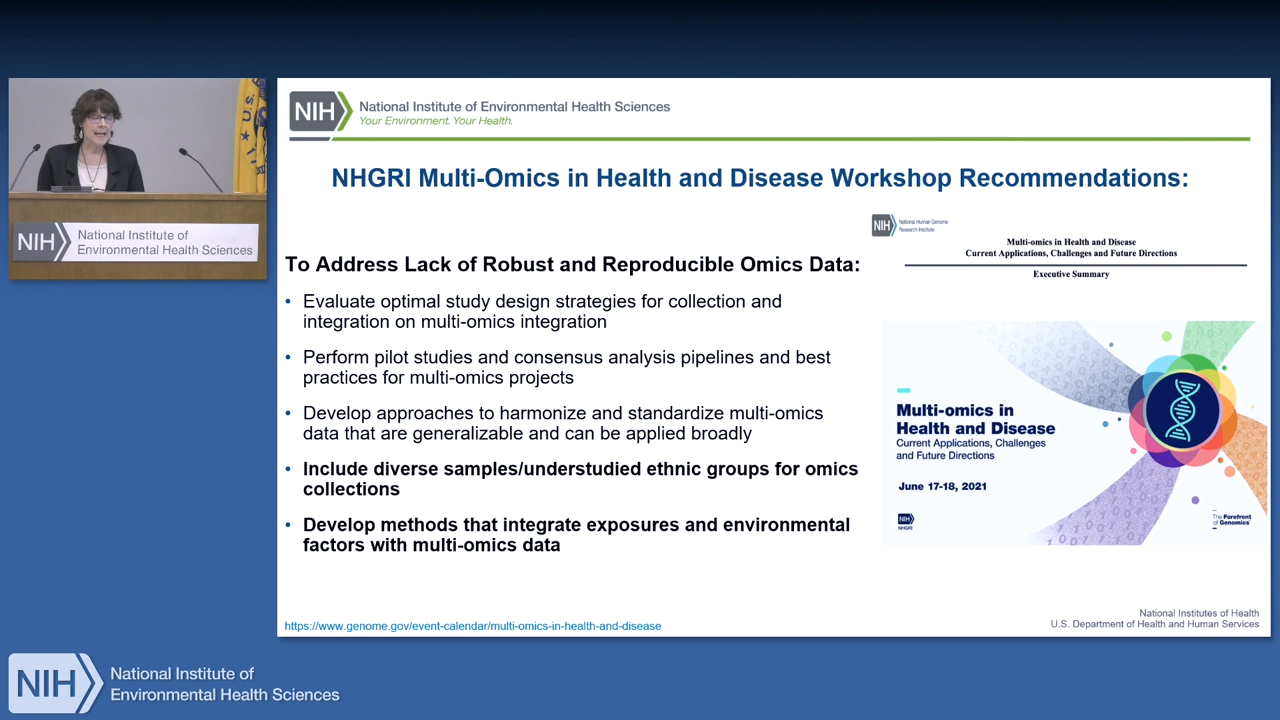 NIH
National Institute of Environmental Health Sciences
Your Environment. Your Health.
NHGRI Multi-Omics in Health and Disease Workshop Recommendations:
To Address Lack of Robust and Reproducible Omics Data:
• Evaluate optimal study design strategies for collection and
integration on multi-omics integration
• Perform pilot studies and consensus analysis pipelines and best
practices for multi-omics projects
• Develop approaches to harmonize and standardize multi-omics
data that are generalizable and can be applied broadly
• Include diverse samples/understudied ethnic groups for omics
collections
• Develop methods that integrate exposures and environmental
factors with multi-omics data
https://www.genome.gov/event-calendar/multi-omics-in-health-and-disease
NIH
National Human Genome
Research Institute
Multi-omics in Health and Disease
Current Applications, Challenges and Future Directions
Executive Summary
Multi-omics in
Health and Disease
Current Applications, Challenges
and Future Directions
June 17-18, 2021
NIH
NHGRI
The Forefront
of Genomics
National Institutes of Health
U.S. Department of Health and Human Services
U.S.
NIH
National Institute of
Environmental Health Sciences
NIH
National Institute of
Environmental Health Sciences